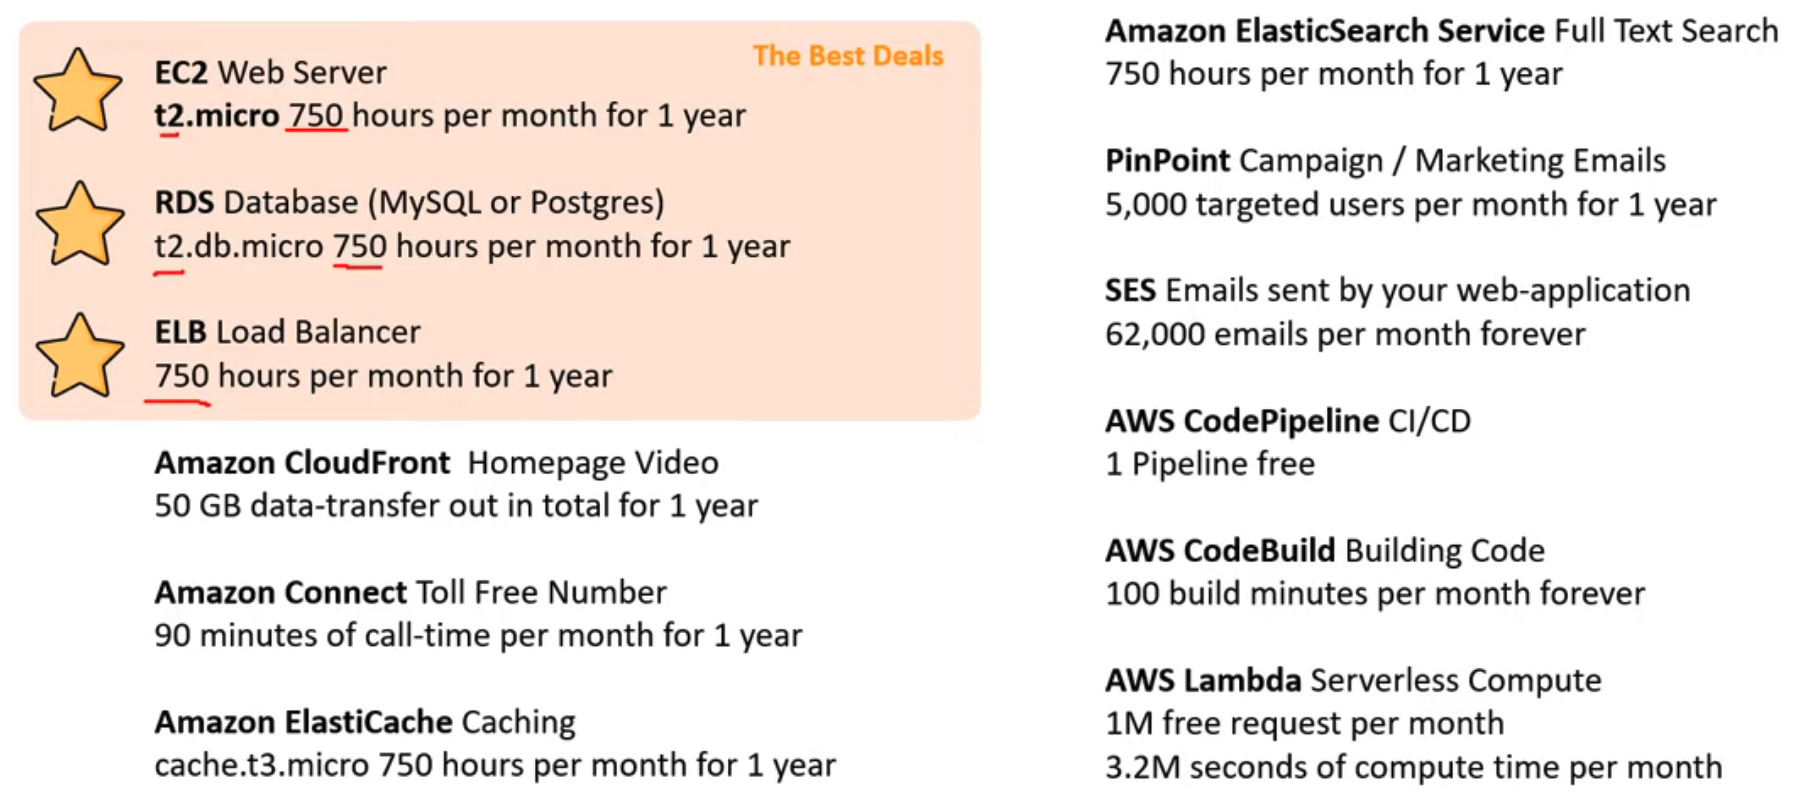 The Best Deals
EC2 Web Server
t2.micro 750 hours per month for 1 year
RDS Database (MySQL or Postgres)
t2.db.micro 750 hours per month for 1 year
ELB Load Balancer
750 hours per month for 1 year
Amazon CloudFront  Homepage Video
50 GB data-transfer out in total for 1 year
Amazon Connect Toll Free Number
90 minutes of call-time per month for 1 year
Amazon ElastiCache Caching
cache.t3.micro 750 hours per month for 1 year
Amazon ElasticSearch Service Full Text Search
750 hours per month for 1 year
PinPoint Campaign / Marketing Emails
5,000 targeted users per month for 1 year
SES Emails sent by your web-application
62,000 emails per month forever
AWS CodePipeline CI/CD
1 Pipeline free
AWS CodeBuild Building Code
100 build minutes per month forever
AWS Lambda Serverless Compute
1M free request per month
3.2M seconds of compute time per month